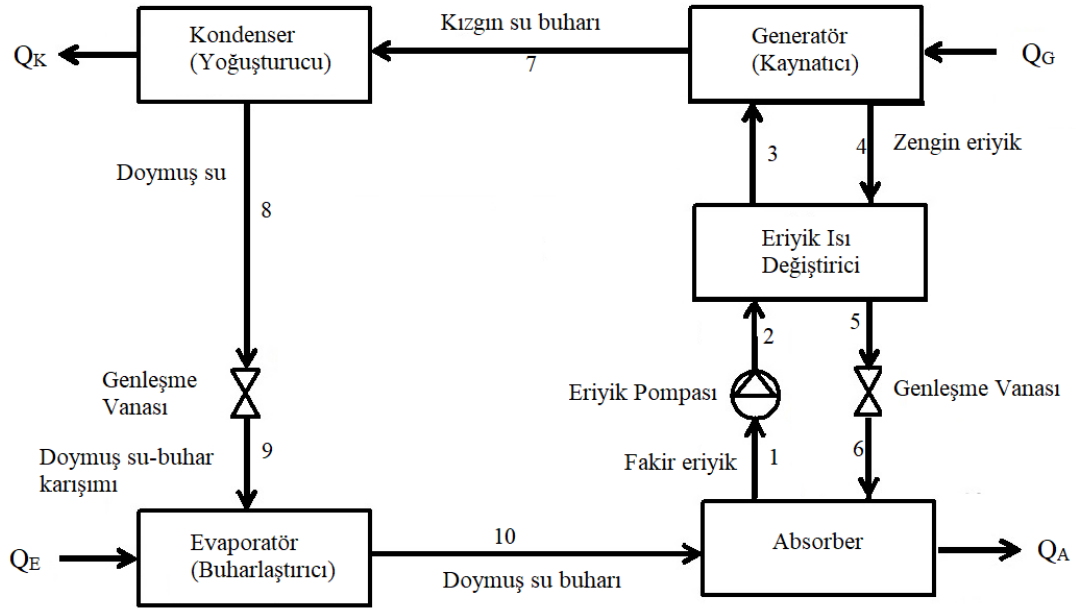 Kızgın su buharı
7
Kondenser
(Yoğuşturucu)
Generatör
(Kaynatıcı)
QK
QG
3
4
Zengin eriyik
Doymuş su
8
Eriyik Isı
Değiştirici
2
5
Genleşme
Vanası
Eriyik Pompası
Genleşme Vanası
9
Doymuş su-buhar
karışımı
Fakir eriyik
1
6
Evaporatör
(Buharlaştırıcı)
10
Doymuş su buharı
Absorber
QE
QA